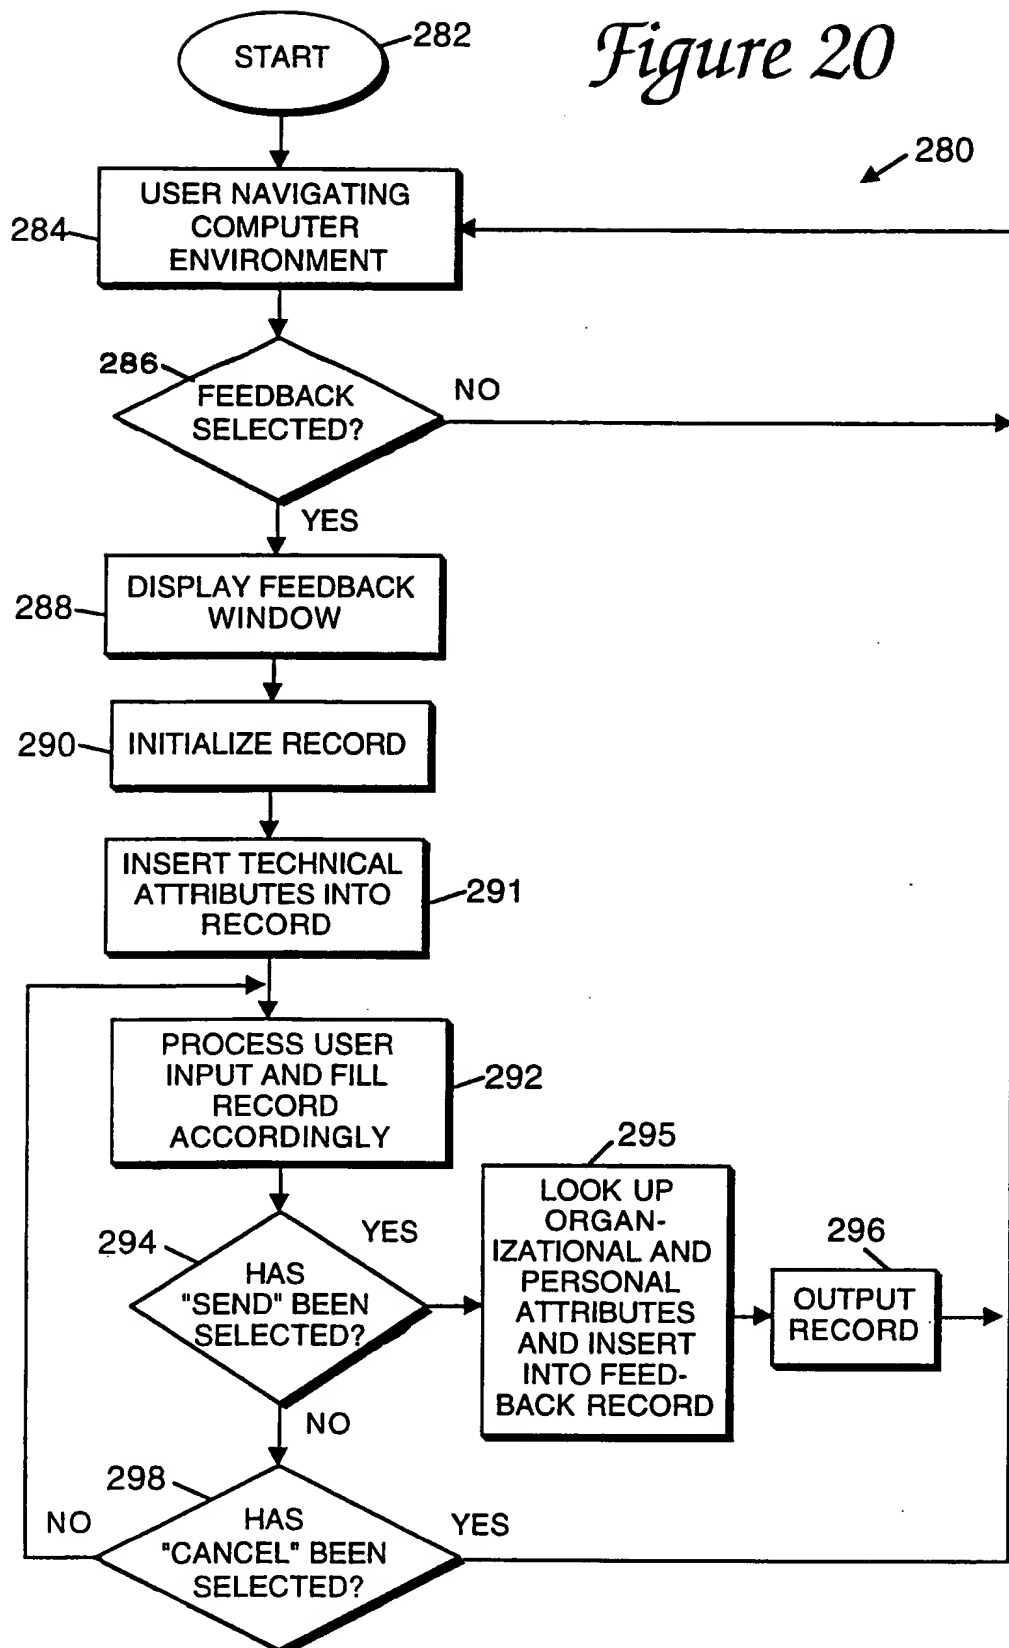 Figure 20
START
282
280
USER NAVIGATING
COMPUTER
ENVIRONMENT
284
286
FEEDBACK
SELECTED?
NO
YES
DISPLAY FEEDBACK
WINDOW
288
290
INITIALIZE RECORD
INSERT TECHNICAL
ATTRIBUTES INTO
RECORD
291
PROCESS USER
INPUT AND FILL
RECORD
ACCORDINGLY
292
294
HAS
"SEND" BEEN
SELECTED?
YES
295
LOOK UP
ORGAN-
IZATIONAL AND
PERSONAL
ATTRIBUTES
AND INSERT
INTO FEED-
BACK RECORD
296
OUTPUT
RECORD
NO
298
HAS
"CANCEL" BEEN
SELECTED?
NO
YES